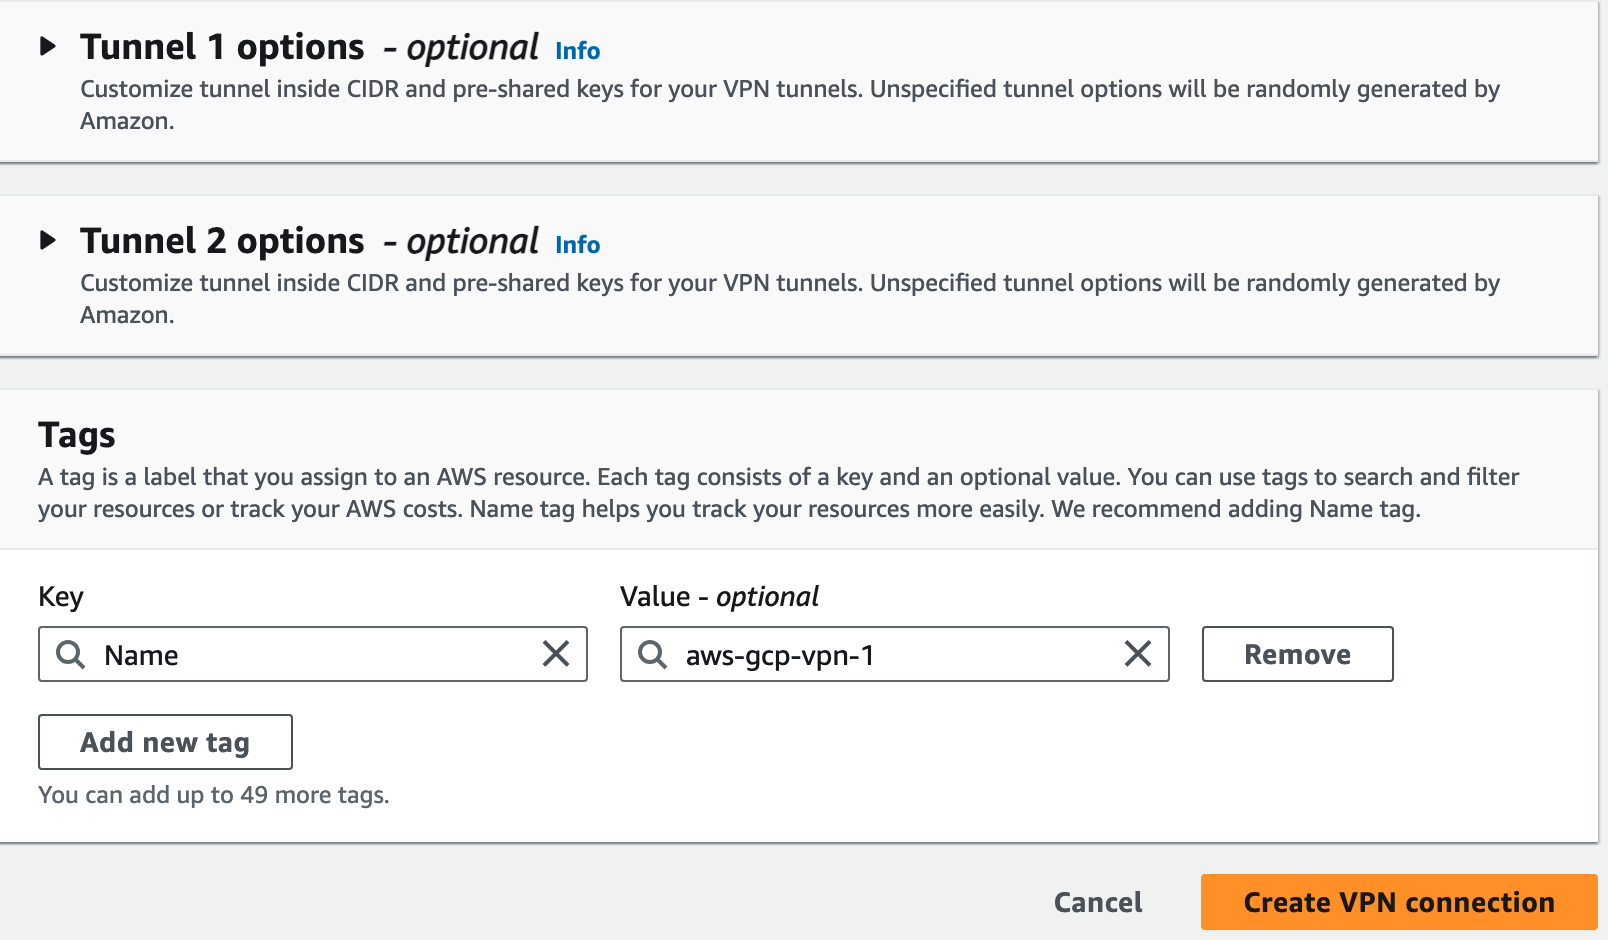 Tunnel 1 options - optional Info
Customize tunnel inside CIDR and pre-shared keys for your VPN tunnels. Unspecified tunnel options will be randomly generated by
Amazon.
Tunnel 2 options - optional Info
Customize tunnel inside CIDR and pre-shared keys for your VPN tunnels. Unspecified tunnel options will be randomly generated by
Amazon.
Tags
A tag is a label that you assign to an AWS resource. Each tag consists of a key and an optional value. You can use tags to search and filter
your resources or track your AWS costs. Name tag helps you track your resources more easily. We recommend adding Name tag.
Key Value - optional
Name aws-gcp-vpn-1 Remove
Add new tag
You can add up to 49 more tags.
Cancel Create VPN connection